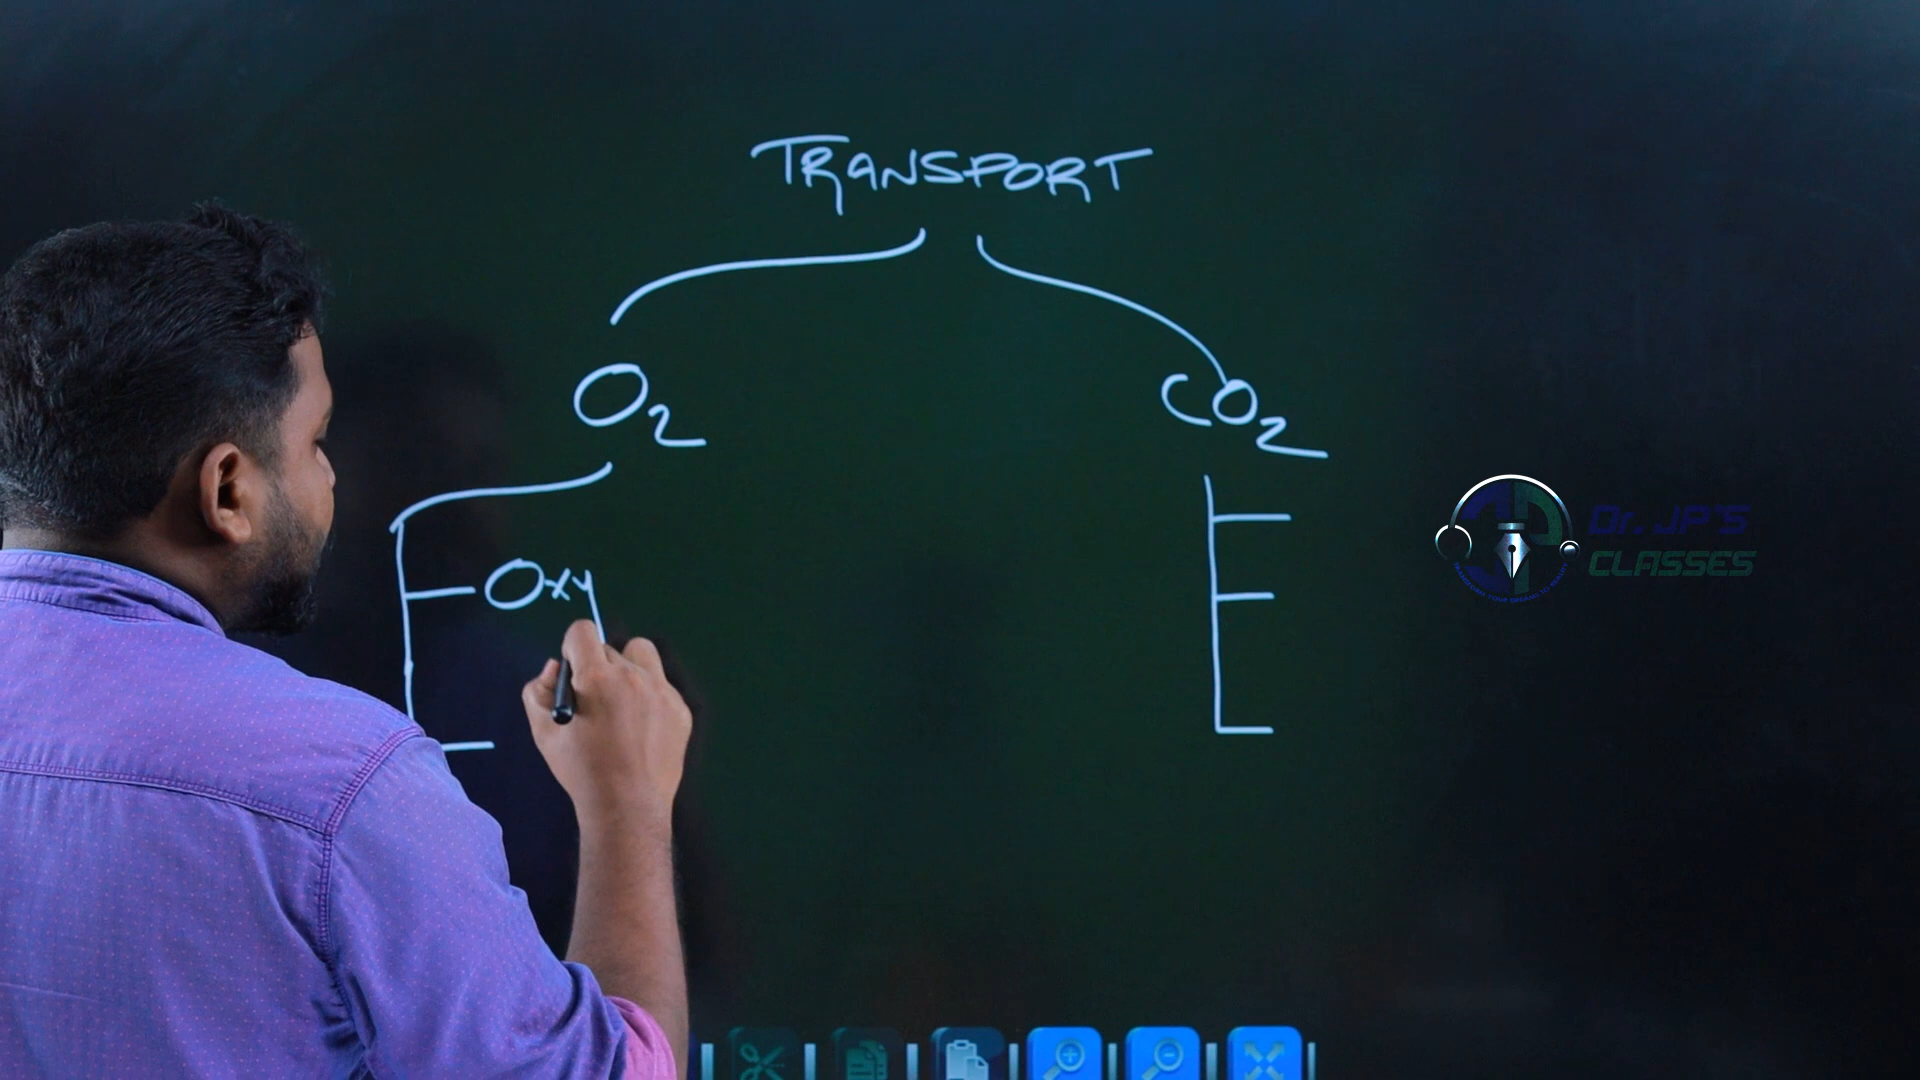 TRANSPORT
O2
CO2
Oxy
Dr. JP'S
CLASSES